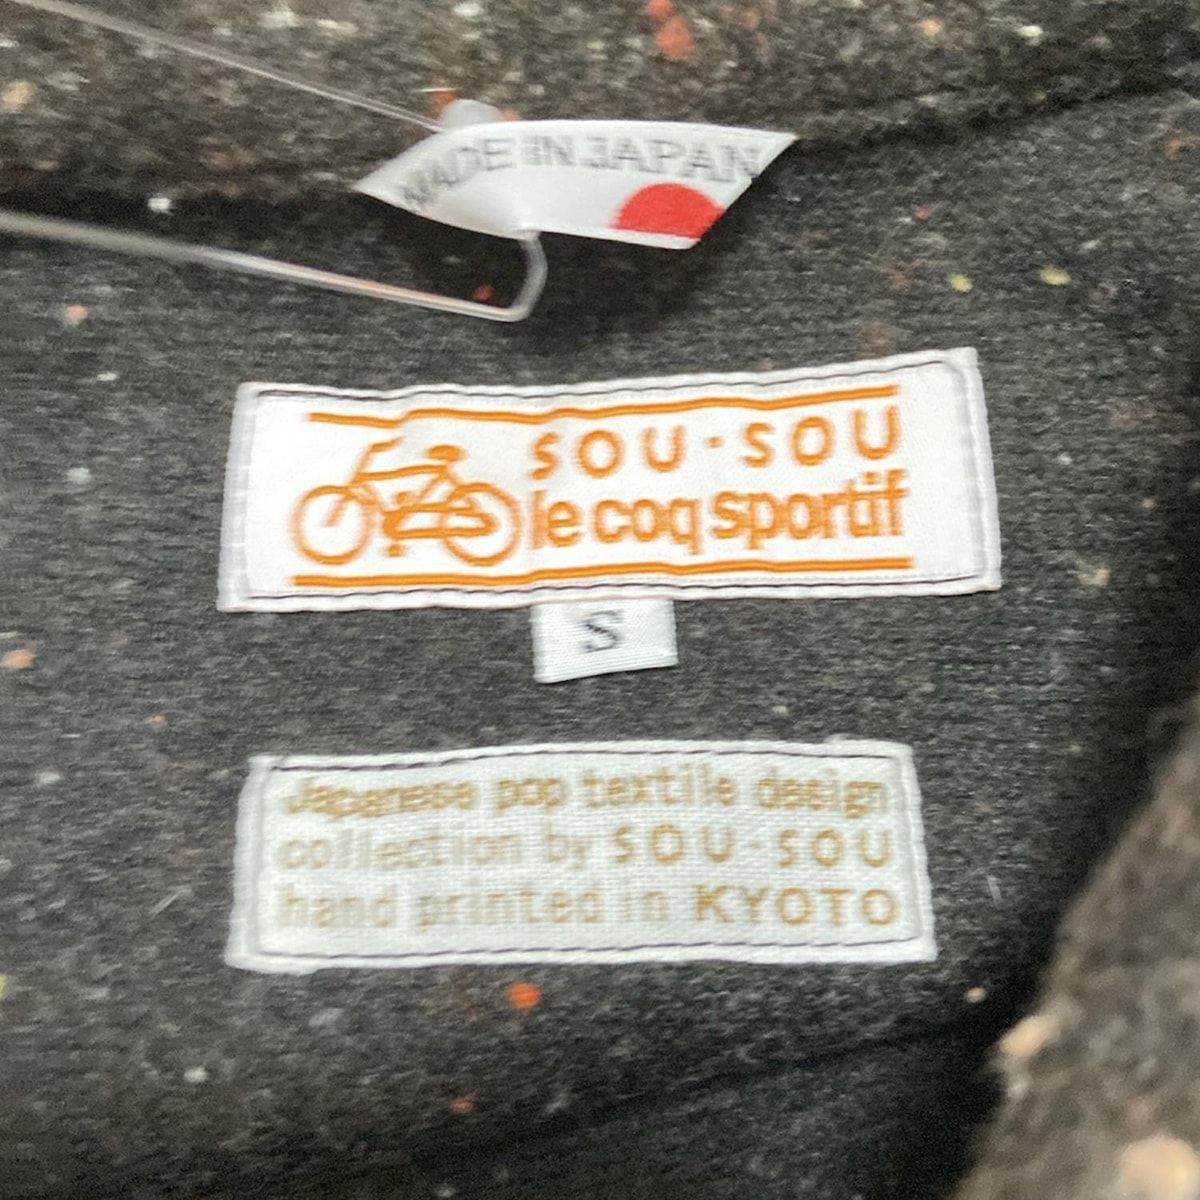 MADE IN JAPAN
SOU・SOU
le coq sportif
S
Japanese pop textile design
collection by SOU・SOU
hand printed in KYOTO